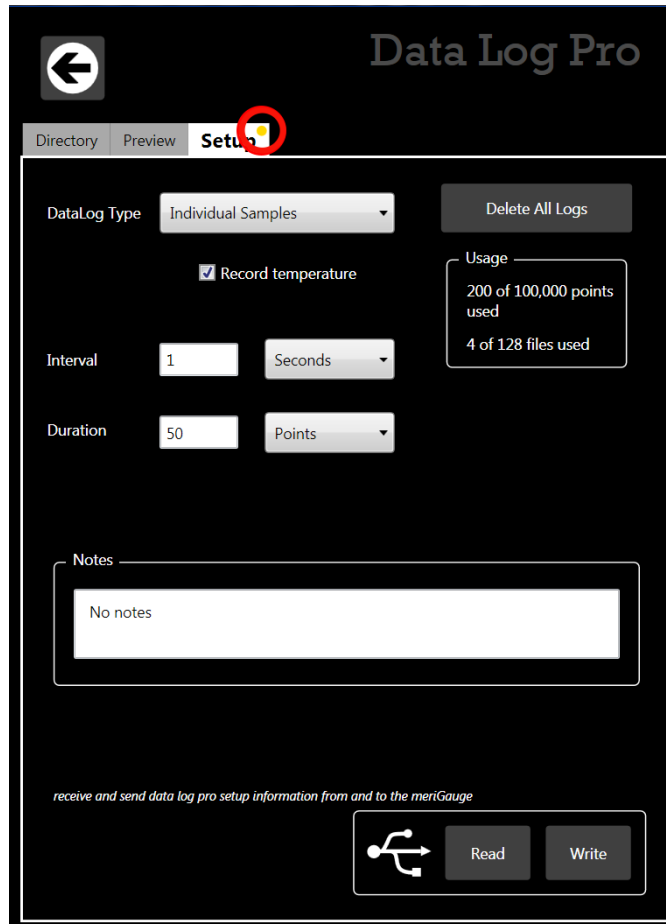 Data Log Pro
Directory Preview Setup
DataLog Type Individual Samples Delete All Logs
Record temperature
Usage
200 of 100,000 points
used
4 of 128 files used
Interval 1 Seconds
Duration 50 Points
Notes
No notes
receive and send data log pro setup information from and to the meriGauge
Read Write